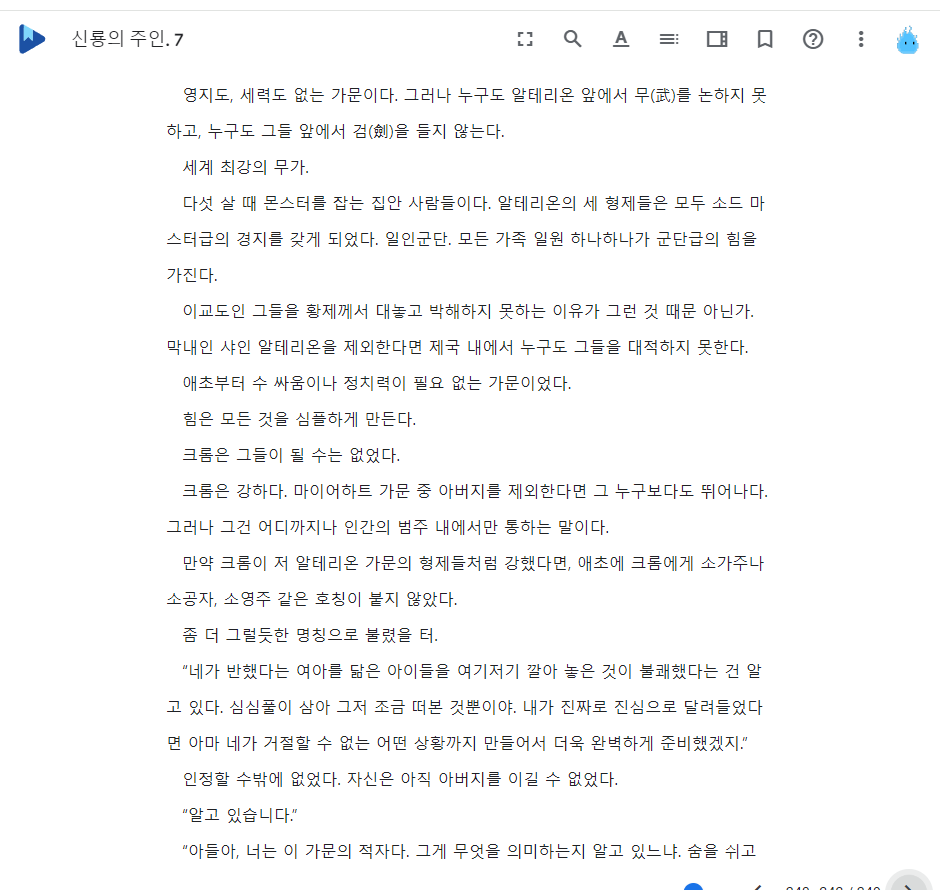 신룡의 주인. 7
영지도, 세력도 없는 가문이다. 그러나 누구도 알테리온 앞에서 무(武)를 논하지 못
하고, 누구도 그들 앞에서 검(劍)을 들지 않는다.
세계 최강의 무가.
다섯 살 때 몬스터를 잡는 집안 사람들이다. 알테리온의 세 형제들은 모두 소드 마
스터급의 경지를 갖게 되었다. 일인군단. 모든 가족 일원 하나하나가 군단급의 힘을
가진다.
이교도인 그들을 황제께서 대놓고 박해하지 못하는 이유가 그런 것 때문 아닌가.
막내인 샤인 알테리온을 제외한다면 제국 내에서 누구도 그들을 대적하지 못한다.
애초부터 수 싸움이나 정치력이 필요 없는 가문이었다.
힘은 모든 것을 심플하게 만든다.
크롬은 그들이 될 수는 없었다.
크롬은 강하다. 마이어하트 가문 중 아버지를 제외한다면 그 누구보다도 뛰어나다.
그러나 그건 어디까지나 인간의 범주 내에서만 통하는 말이다.
만약 크롬이 저 알테리온 가문의 형제들처럼 강했다면, 애초에 크롬에게 소가주나
소공자, 소영주 같은 호칭이 붙지 않았다.
좀 더 그럴듯한 명칭으로 불렸을 터.
“네가 반했다는 여아를 닮은 아이들을 여기저기 깔아 놓은 것이 불쾌했다는 건 알
고 있다. 심심풀이 삼아 그저 조금 떠본 것뿐이야. 내가 진짜로 진심으로 달려들었다
면 아마 네가 거절할 수 없는 어떤 상황까지 만들어서 더욱 완벽하게 준비했겠지.”
인정할 수밖에 없었다. 자신은 아직 아버지를 이길 수 없었다.
“알고 있습니다.”
“아들아, 너는 이 가문의 적자다. 그게 무엇을 의미하는지 알고 있느냐. 숨을 쉬고